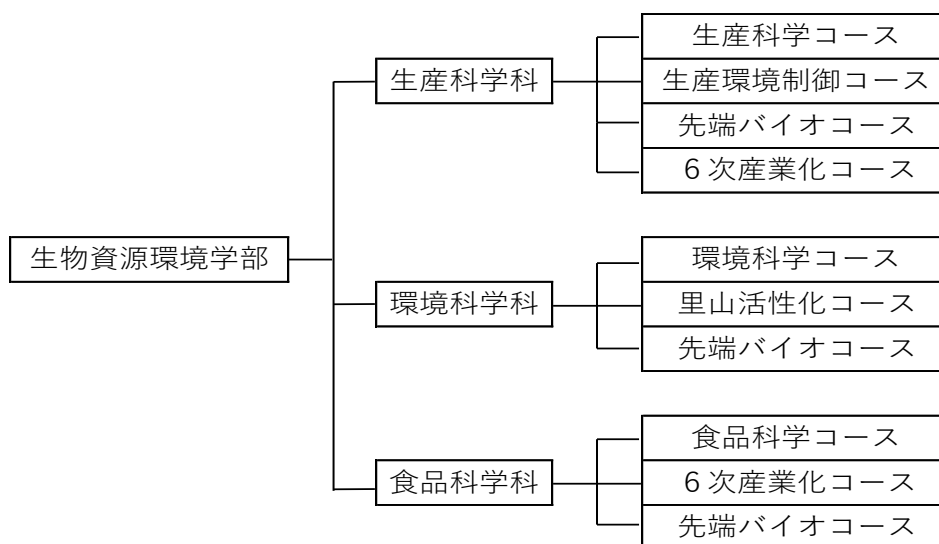 生物資源環境学部
生産科学科
生産科学コース
生産環境制御コース
先端バイオコース
６次産業化コース
環境科学科
環境科学コース
里山活性化コース
先端バイオコース
食品科学科
食品科学コース
６次産業化コース
先端バイオコース